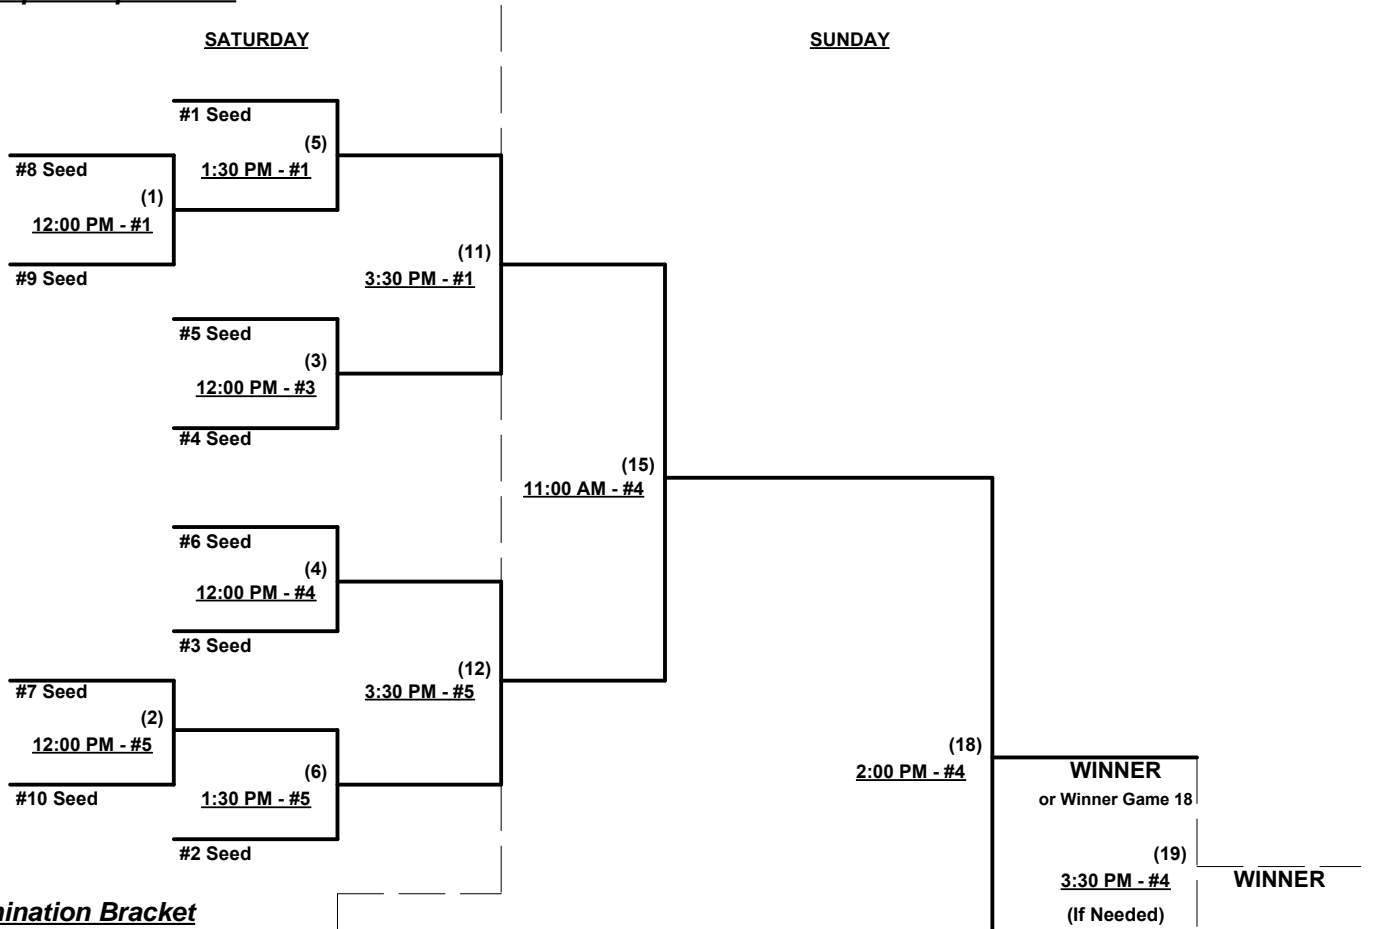 SATURDAY
SUNDAY
#1 Seed
(5)
#8 Seed
1:30 PM - #1
(1)
12:00 PM - #1
(11)
#9 Seed
3:30 PM - #1
#5 Seed
(3)
12:00 PM - #3
#4 Seed
(15)
11:00 AM - #4
#6 Seed
(4)
12:00 PM - #4
#3 Seed
(12)
#7 Seed
3:30 PM - #5
(2)
12:00 PM - #5
(18)
(6)
2:00 PM - #4
WINNER
#10 Seed
1:30 PM - #5
or Winner Game 18
#2 Seed
(19)
3:30 PM - #4
WINNER
mination Bracket
(If Needed)